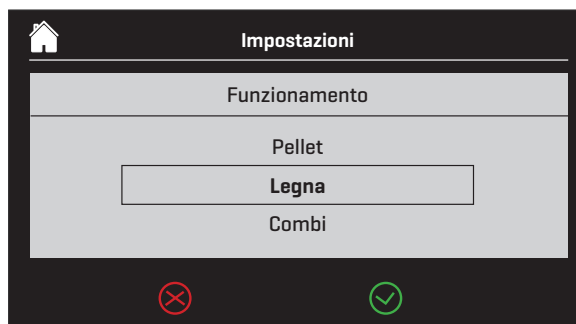 Impostazioni
Funzionamento
Pellet
Legna
Combi